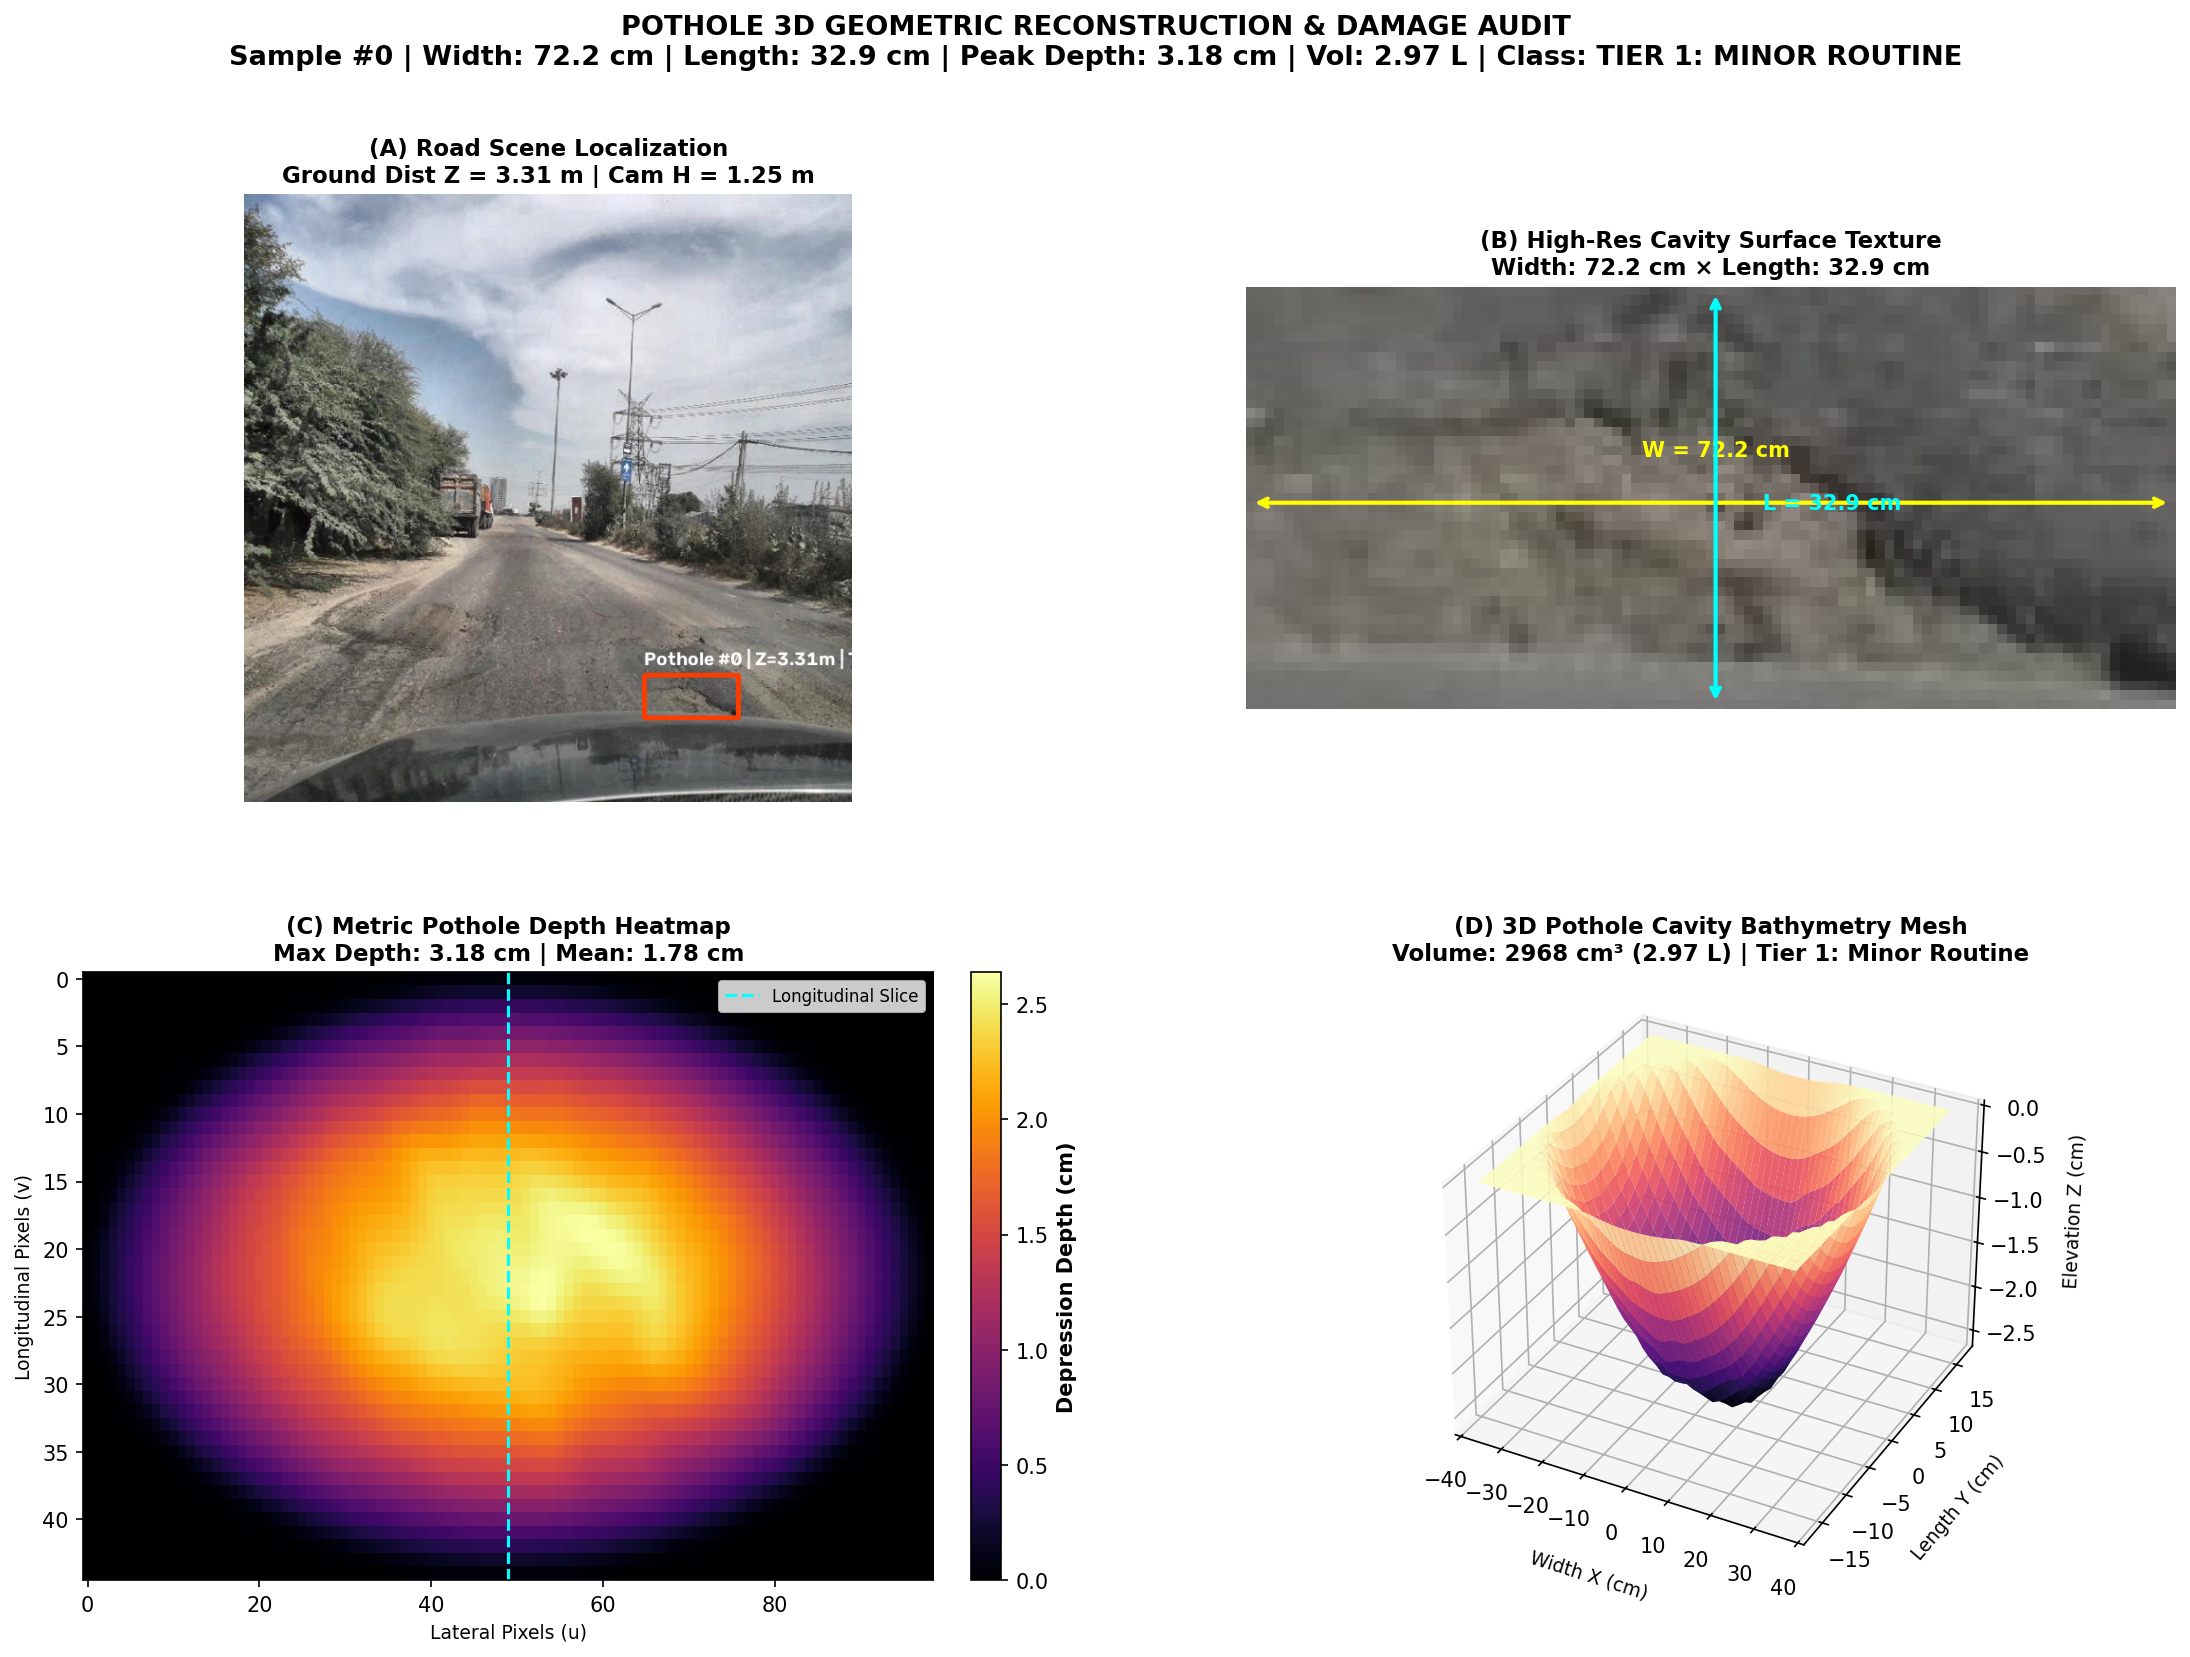 POTHOLE 3D GEOMETRIC RECONSTRUCTION & DAMAGE AUDIT
Sample #0 | Width: 72.2 cm | Length: 32.9 cm | Peak Depth: 3.18 cm | Vol: 2.97 L | Class: TIER 1: MINOR ROUTINE
(A) Road Scene Localization
Ground Dist Z = 3.31 m | Cam H = 1.25 m
Pothole #0 | Z=3.31m |
(B) High-Res Cavity Surface Texture
Width: 72.2 cm × Length: 32.9 cm
W = 72.2 cm
L = 32.9 cm
(C) Metric Pothole Depth Heatmap
Max Depth: 3.18 cm | Mean: 1.78 cm
Longitudinal Slice
0
5
10
15
20
25
30
35
40
Longitudinal Pixels (v)
0 20 40 60 80
Lateral Pixels (u)
2.5
2.0
1.5
1.0
0.5
0.0
Depression Depth (cm)
(D) 3D Pothole Cavity Bathymetry Mesh
Volume: 2968 cm³ (2.97 L) | Tier 1: Minor Routine
0.0
−0.5
−1.0
−1.5
−2.0
−2.5
Elevation Z (cm)
15
10
5
0
−5
−10
−15
Length Y (cm)
−40 −30 −20 −10 0 10 20 30 40
Width X (cm)